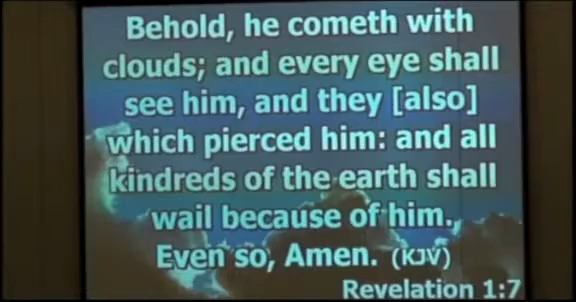 Behold, he cometh with
clouds; and every eye shall
see him, and they [also]
which pierced him: and all
kindreds of the earth shall
wail because of him.
Even so, Amen. (KJV)
Revelation 1:7